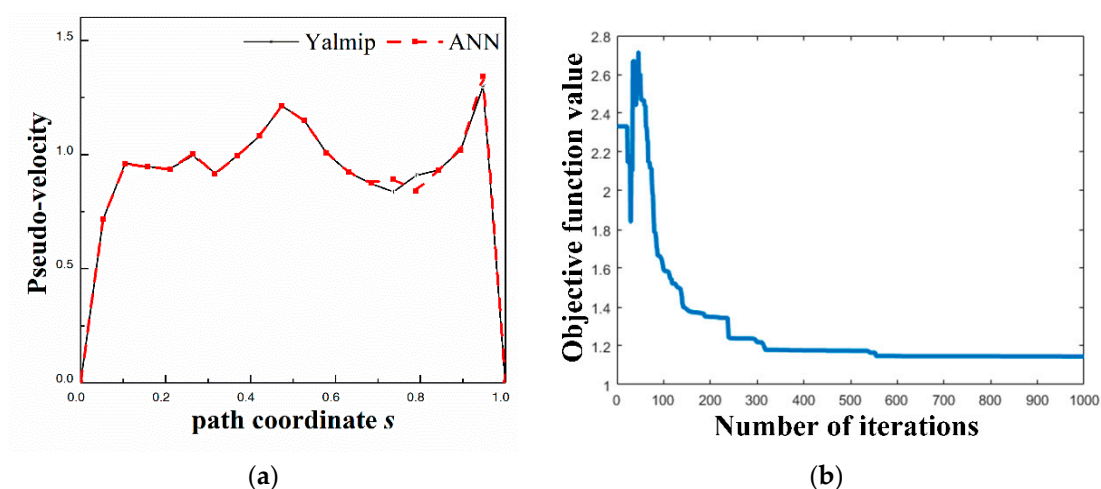 Yalmip ANN
1.5
1.0
0.5
0.0
Pseudo-velocity
0.0 0.2 0.4 0.6 0.8 1.0
path coordinate s
(a)
2.8
2.6
2.4
2.2
2
1.8
1.6
1.4
1.2
1
Objective function value
0 100 200 300 400 500 600 700 800 900 1000
Number of iterations
(b)